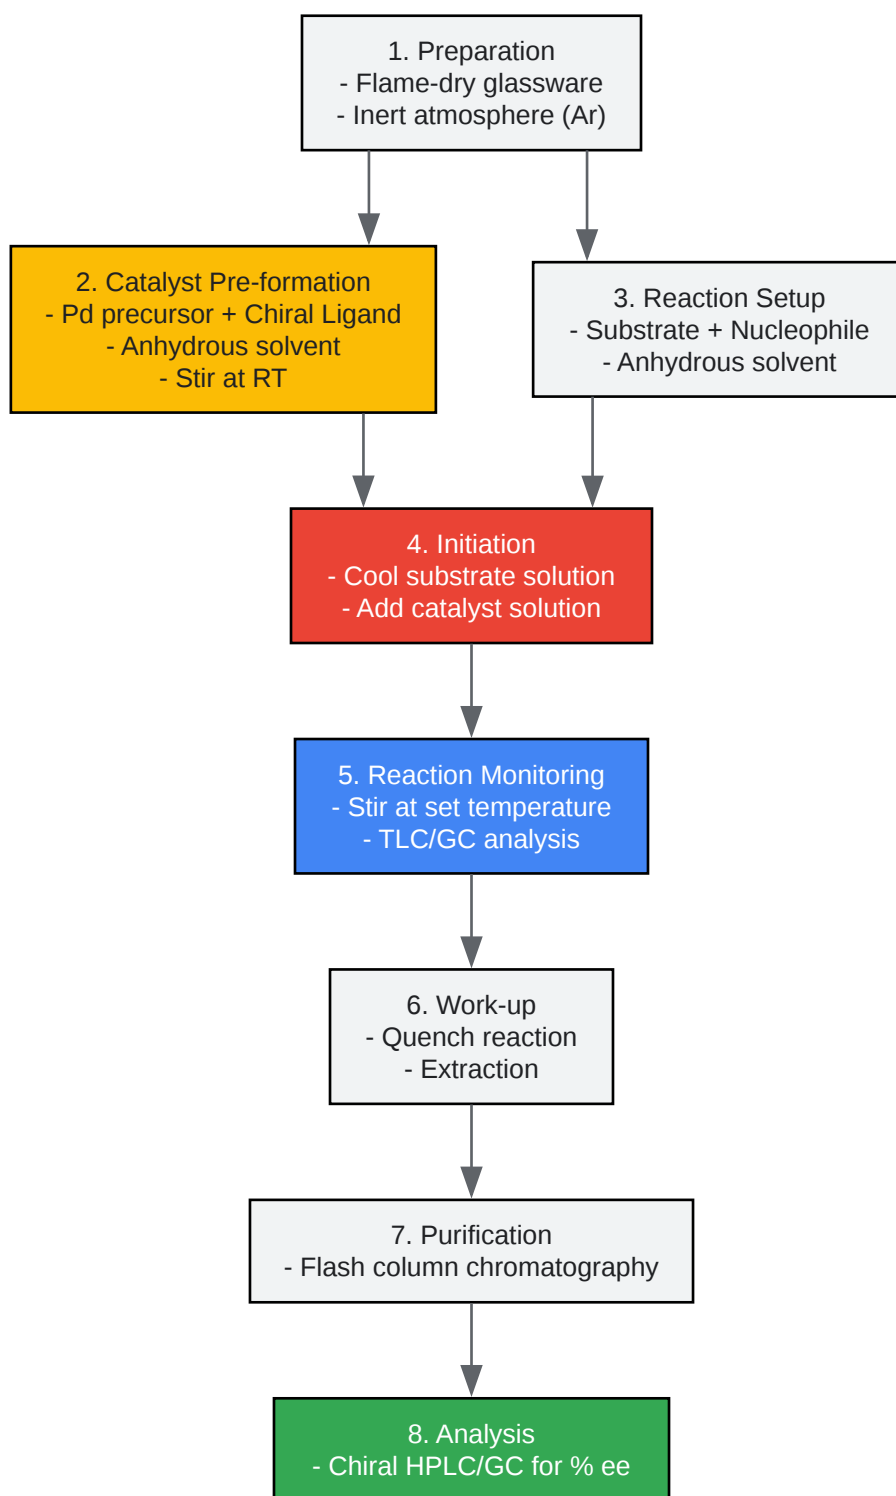 1. Preparation
- Flame-dry glassware
- Inert atmosphere (Ar)
2. Catalyst Pre-formation
- Pd precursor + Chiral Ligand
- Anhydrous solvent
- Stir at RT
3. Reaction Setup
- Substrate + Nucleophile
- Anhydrous solvent
4. Initiation
- Cool substrate solution
- Add catalyst solution
5. Reaction Monitoring
- Stir at set temperature
- TLC/GC analysis
6. Work-up
- Quench reaction
- Extraction
7. Purification
- Flash column chromatography
8. Analysis
- Chiral HPLC/GC for % ee